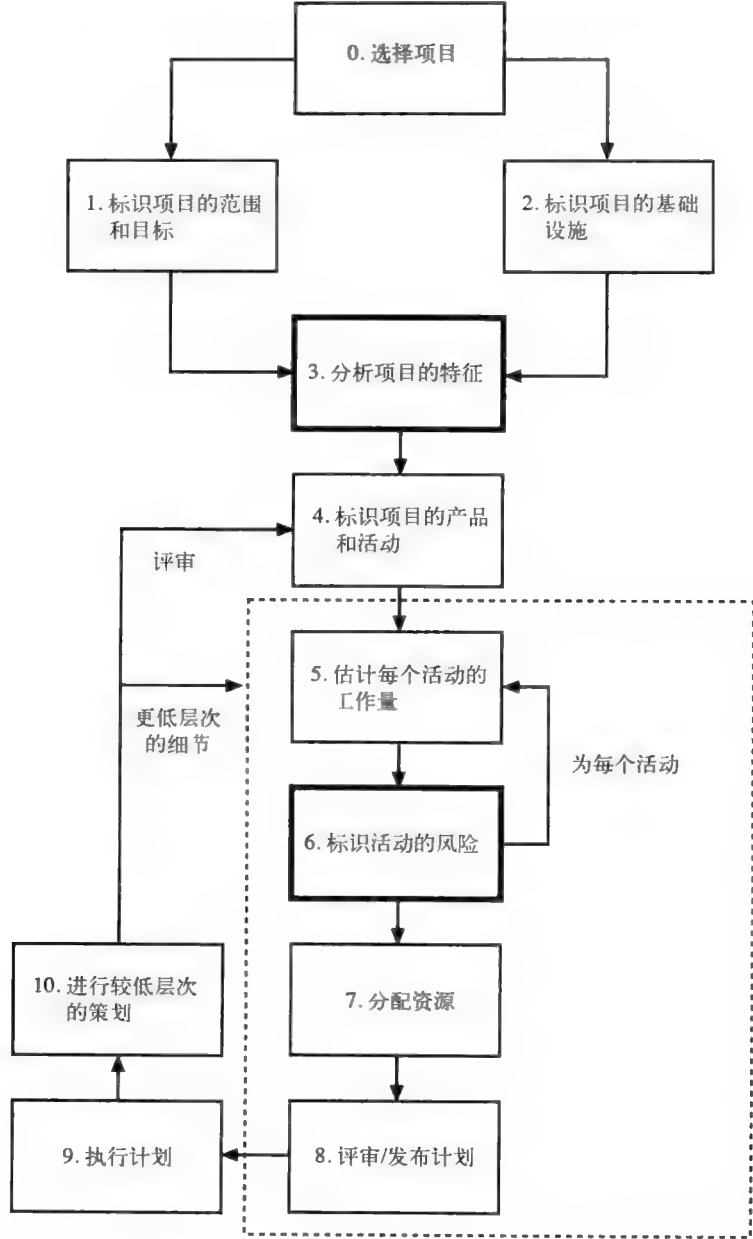 0. 选择项目
1. 标识项目的范围
和目标
2. 标识项目的基础
设施
3. 分析项目的特征
4. 标识项目的产品
和活动
评审
5. 估计每个活动的
工作量
更低层次
的细节
为每个活动
6. 标识活动的风险
10. 进行较低层次
的策划
7. 分配资源
9. 执行计划
8. 评审/发布计划